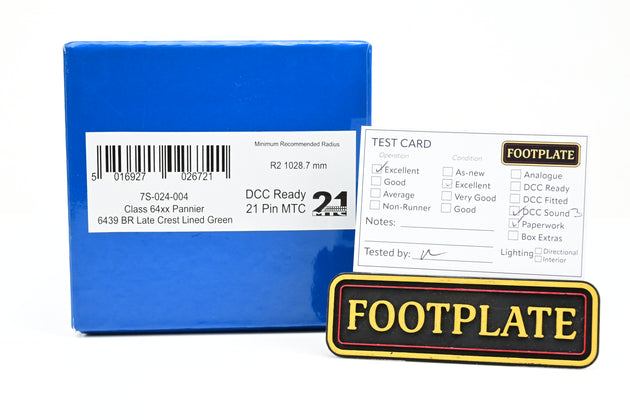 Minimum Recommended Radius
R2 1028.7 mm
5 016927 026721
7S-024-004
Class 64xx Pannier
6439 BR Late Crest Lined Green
DCC Ready
21 Pin MTC
21
MTC
TEST CARD
FOOTPLATE
Operation
Excellent
Good
Average
Non-Runner
Condition
As-new
Excellent
Very Good
Good
Analogue
DCC Ready
DCC Fitted
DCC Sound
Paperwork
Box Extras
Notes:
Tested by:
Lighting
Directional
Interior
FOOTPLATE